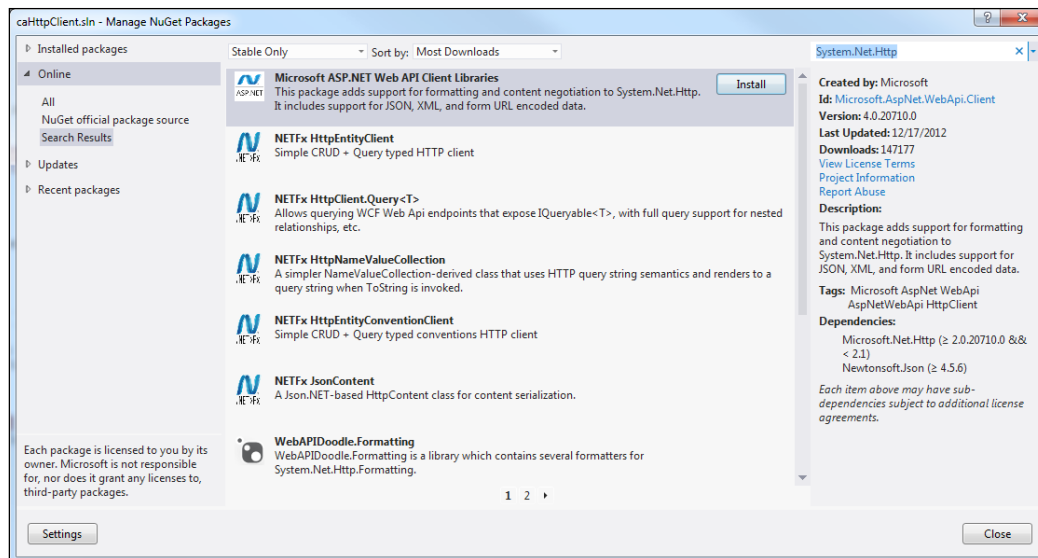 caHttpClient.sln - Manage NuGet Packages
Installed packages
Online
All
NuGet official package source
Search Results
Updates
Recent packages
Each package is licensed to you by its
owner. Microsoft is not responsible
for, nor does it grant any licenses to,
third-party packages.
Settings
Stable Only
Sort by: Most Downloads
ASP.NET
Microsoft ASP.NET Web API Client Libraries
This package adds support for formatting and content negotiation to System.Net.Http.
It includes support for JSON, XML, and form URL encoded data.
Install
.NETFx
NETFx HttpEntityClient
Simple CRUD + Query typed HTTP client
.NETFx
NETFx HttpClient.Query<T>
Allows querying WCF Web Api endpoints that expose IQueryable<T>, with full query support for nested
relationships, etc.
.NETFx
NETFx HttpNameValueCollection
A simpler NameValueCollection-derived class that uses HTTP query string semantics and renders to a
query string when ToString is invoked.
.NETFx
NETFx HttpEntityConventionClient
Simple CRUD + Query typed conventions HTTP client
.NETFx
NETFx JsonContent
A Json.NET-based HttpContent class for content serialization.
WebAPIDoodle.Formatting
WebAPIDoodle.Formatting is a library which contains several formatters for
System.Net.Http.Formatting.
1 2
System.Net.Http
Created by: Microsoft
Id: Microsoft.AspNet.WebApi.Client
Version: 4.0.20710.0
Last Updated: 12/17/2012
Downloads: 147177
View License Terms
Project Information
Report Abuse
Description:
This package adds support for formatting
and content negotiation to
System.Net.Http. It includes support for
JSON, XML, and form URL encoded data.
Tags: Microsoft AspNet WebApi
AspNetWebApi HttpClient
Dependencies:
Microsoft.Net.Http (≥ 2.0.20710.0 &&
< 2.1)
Newtonsoft.Json (≥ 4.5.6)
Each item above may have sub-
dependencies subject to additional license
agreements.
Close